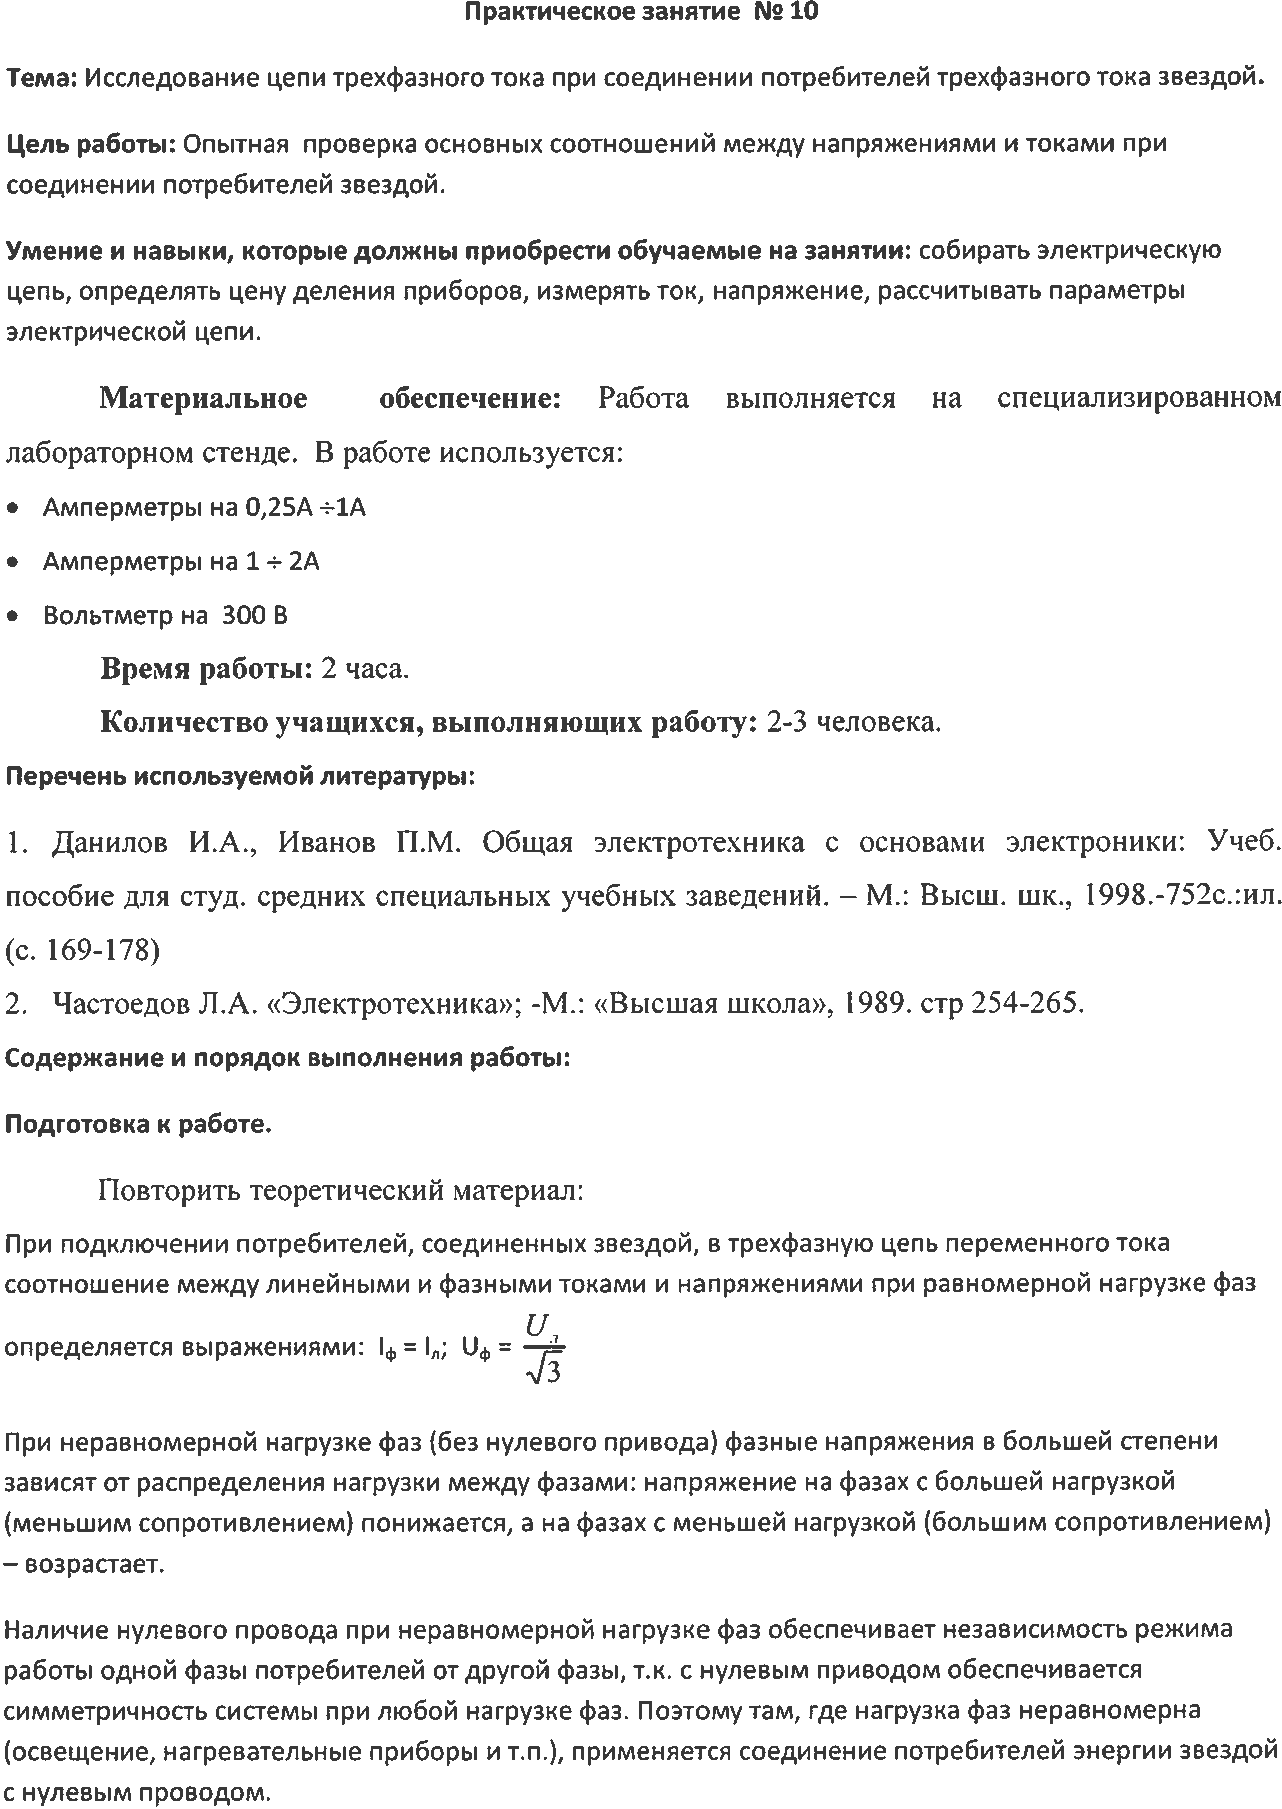 Практическое занятие № 10
Тема: Исследование цепи трехфазного тока при соединении потребителей трехфазного тока звездой.
Цель работы: Опытная проверка основных соотношений между напряжениями и токами при
соединении потребителей звездой.
Умение и навыки, которые должны приобрести обучаемые на занятии: собирать электрическую
цепь, определять цену деления приборов, измерять ток, напряжение, рассчитывать параметры
электрической цепи.
Материальное обеспечение: Работа выполняется на специализированном
лабораторном стенде. В работе используется:
• Амперметры на 0,25А ÷1А
• Амперметры на 1 ÷ 2А
• Вольтметр на 300 В
Время работы: 2 часа.
Количество учащихся, выполняющих работу: 2-3 человека.
Перечень используемой литературы:
1. Данилов И.А., Иванов П.М. Общая электротехника с основами электроники: Учеб.
пособие для студ. средних специальных учебных заведений. – М.: Высш. шк., 1998.-752с.:ил.
(с. 169-178)
2. Частоедов Л.А. «Электротехника»; -М.: «Высшая школа», 1989. стр 254-265.
Содержание и порядок выполнения работы:
Подготовка к работе.
Повторить теоретический материал:
При подключении потребителей, соединенных звездой, в трехфазную цепь переменного тока
соотношение между линейными и фазными токами и напряжениями при равномерной нагрузке фаз
определяется выражениями: Iф = Iл; Uф = Uл/√3
При неравномерной нагрузке фаз (без нулевого привода) фазные напряжения в большей степени
зависят от распределения нагрузки между фазами: напряжение на фазах с большей нагрузкой
(меньшим сопротивлением) понижается, а на фазах с меньшей нагрузкой (большим сопротивлением)
– возрастает.
Наличие нулевого провода при неравномерной нагрузке фаз обеспечивает независимость режима
работы одной фазы потребителей от другой фазы, т.к. с нулевым приводом обеспечивается
симметричность системы при любой нагрузке фаз. Поэтому там, где нагрузка фаз неравномерна
(освещение, нагревательные приборы и т.п.), применяется соединение потребителей энергии звездой
с нулевым проводом.